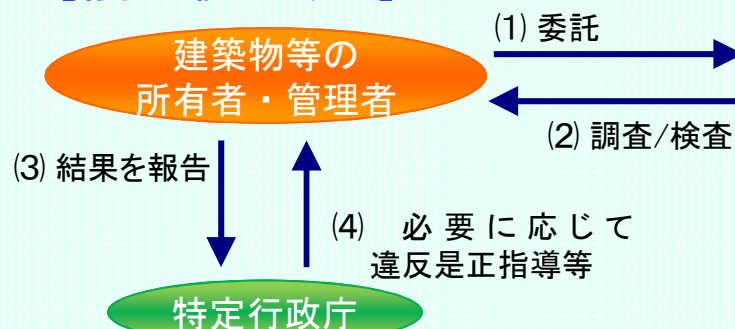 (1) 委託
建築物等の
所有者・管理者
(2) 調査/検査
(3) 結果を報告
(4) 必要に応じて
違反是正指導等
特定行政庁